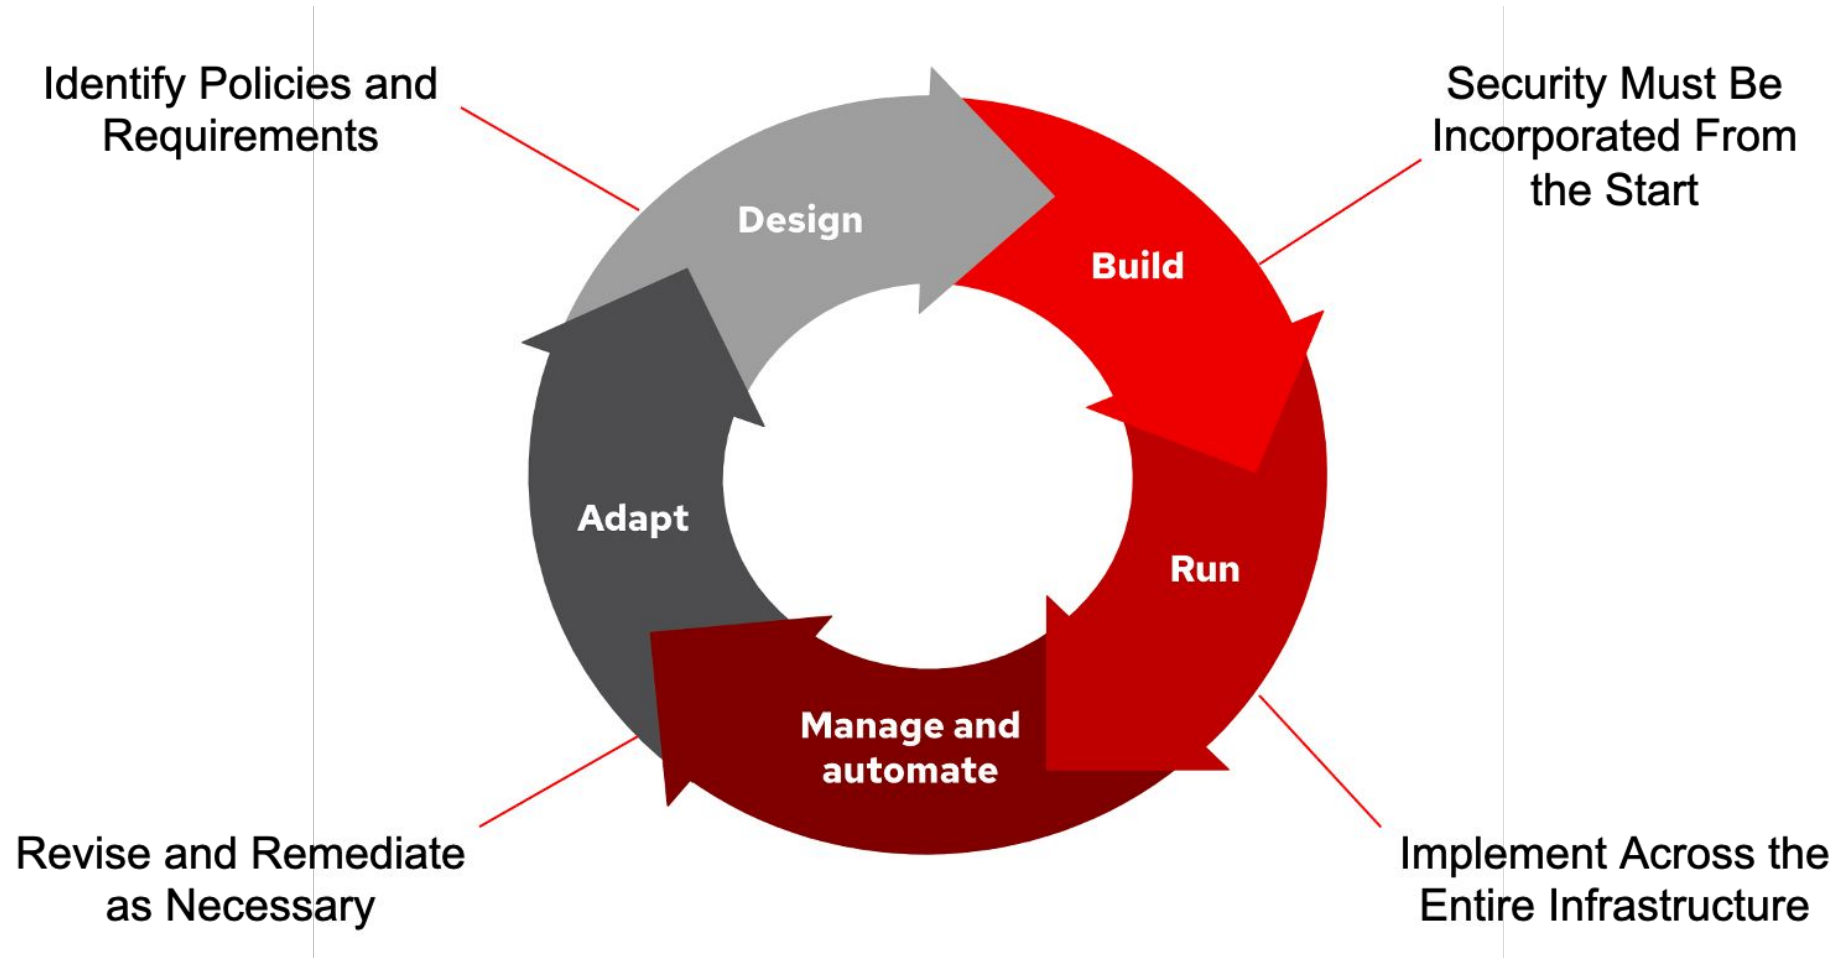 Identify Policies and
Requirements
Security Must Be
Incorporated From
the Start
Design
Build
Adapt
Run
Manage and
automate
Revise and Remediate
as Necessary
Implement Across the
Entire Infrastructure